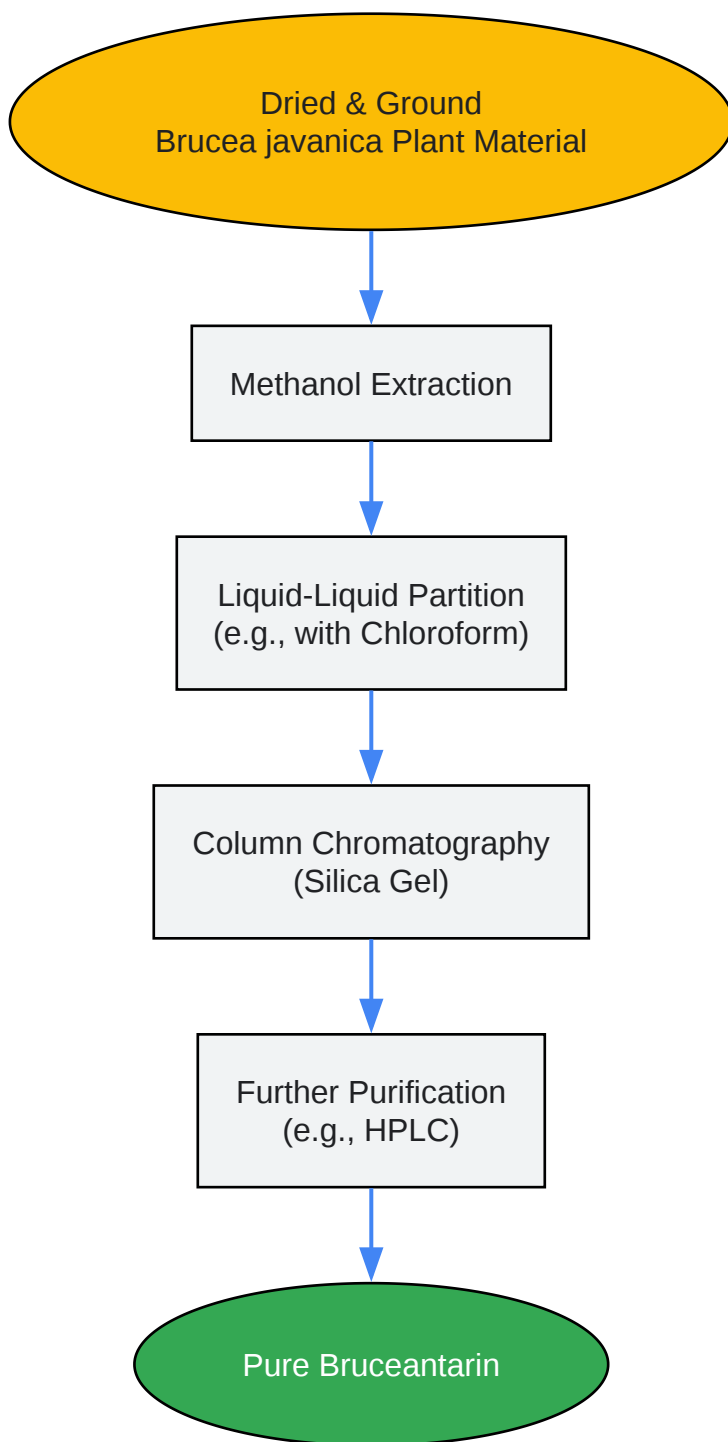 Dried & Ground
Brucea javanica Plant Material
Methanol Extraction
Liquid-Liquid Partition
(e.g., with Chloroform)
Column Chromatography
(Silica Gel)
Further Purification
(e.g., HPLC)
Pure Bruceantarin